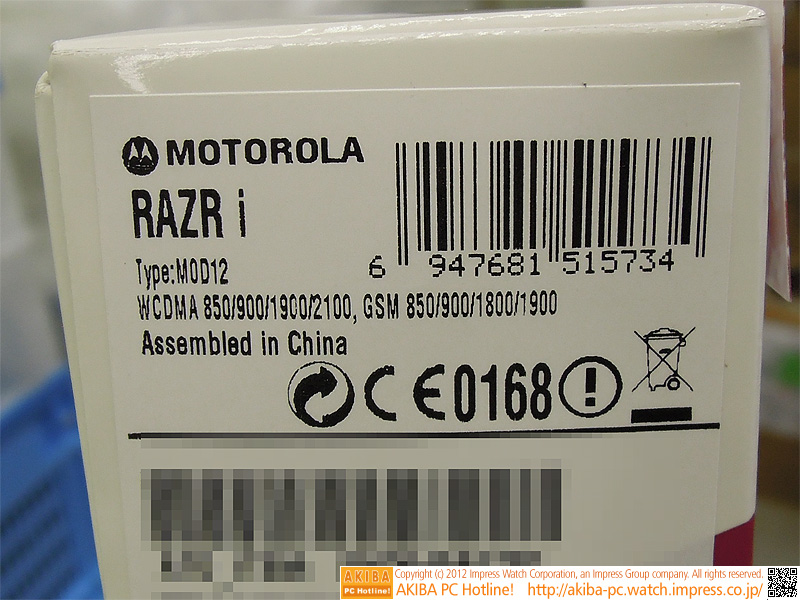 MOTOROLA
RAZR i
Type:M0D12
6 947681 515734
WCDMA 850/900/1900/2100, GSM 850/900/1800/1900
Assembled in China
CE0168
AKIBA
PC Hotline!
Copyright (c) 2012 Impress Watch Corporation, an Impress Group company. All rights reserved.
AKIBA PC Hotline! http://akiba-pc.watch.impress.co.jp/